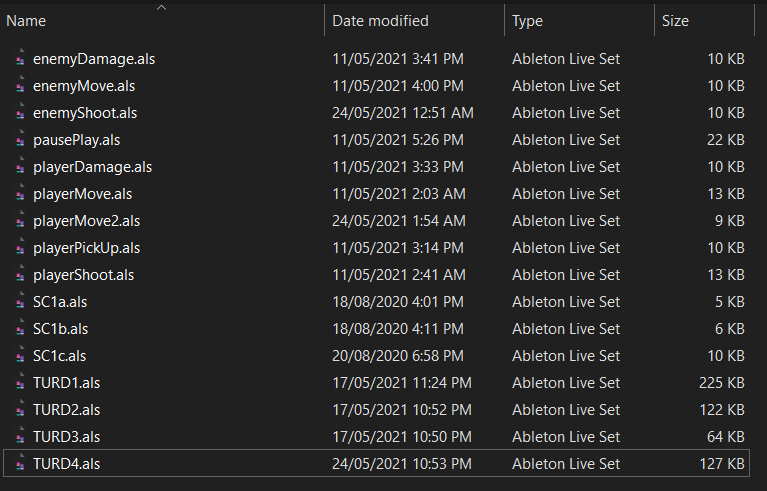 Name Date modified Type Size
enemyDamage.als 11/05/2021 3:41 PM Ableton Live Set 10 KB
enemyMove.als 11/05/2021 4:00 PM Ableton Live Set 10 KB
enemyShoot.als 24/05/2021 12:51 AM Ableton Live Set 10 KB
pausePlay.als 11/05/2021 5:26 PM Ableton Live Set 22 KB
playerDamage.als 11/05/2021 3:33 PM Ableton Live Set 10 KB
playerMove.als 11/05/2021 2:03 AM Ableton Live Set 13 KB
playerMove2.als 24/05/2021 1:54 AM Ableton Live Set 9 KB
playerPickUp.als 11/05/2021 3:14 PM Ableton Live Set 10 KB
playerShoot.als 11/05/2021 2:41 AM Ableton Live Set 13 KB
SC1a.als 18/08/2020 4:01 PM Ableton Live Set 5 KB
SC1b.als 18/08/2020 4:11 PM Ableton Live Set 6 KB
SC1c.als 20/08/2020 6:58 PM Ableton Live Set 10 KB
TURD1.als 17/05/2021 11:24 PM Ableton Live Set 225 KB
TURD2.als 17/05/2021 10:52 PM Ableton Live Set 122 KB
TURD3.als 17/05/2021 10:50 PM Ableton Live Set 64 KB
TURD4.als 24/05/2021 10:53 PM Ableton Live Set 127 KB